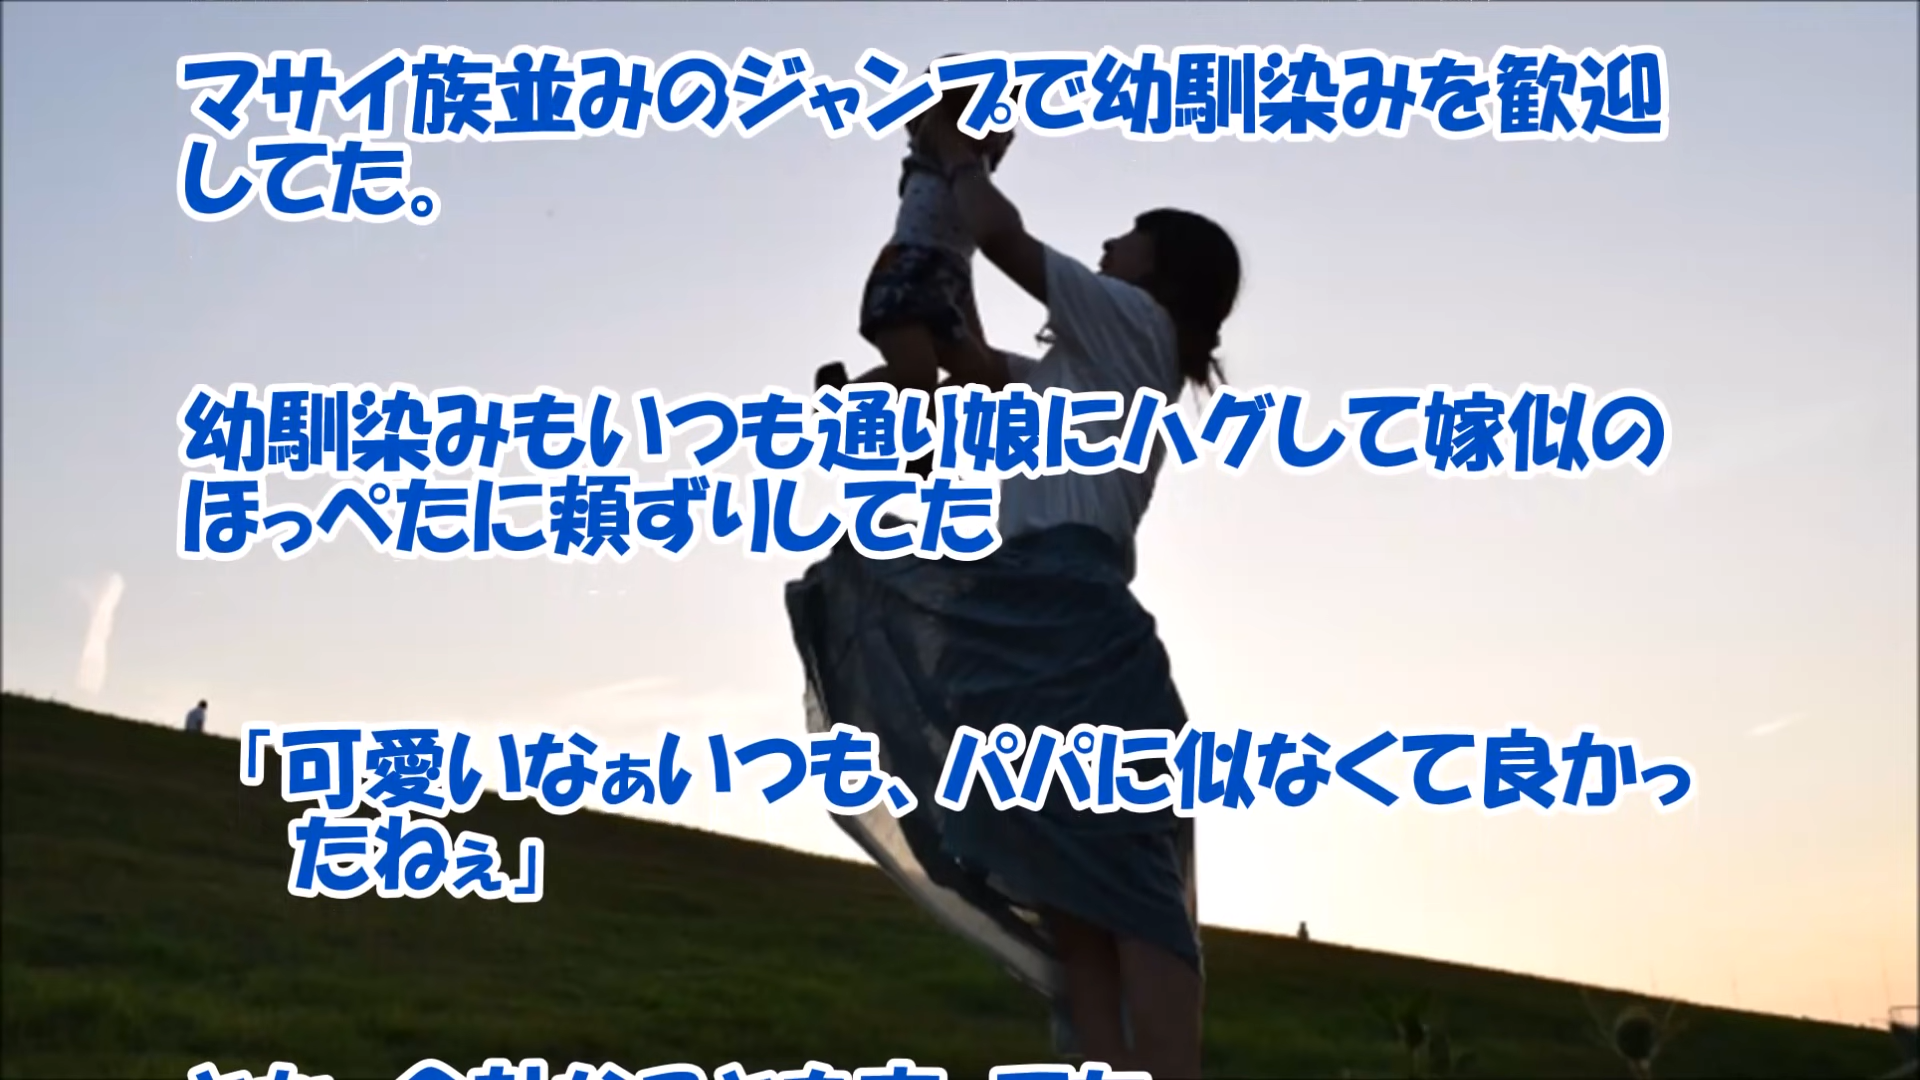 マサイ族並みのジャンプで幼馴染みを歓迎
してた。
幼馴染みもいつも通り娘にハグして嫁似の
ほっぺたに頬ずりしてた
「可愛いなぁいつも、パパに似なくて良かっ
たねぇ」